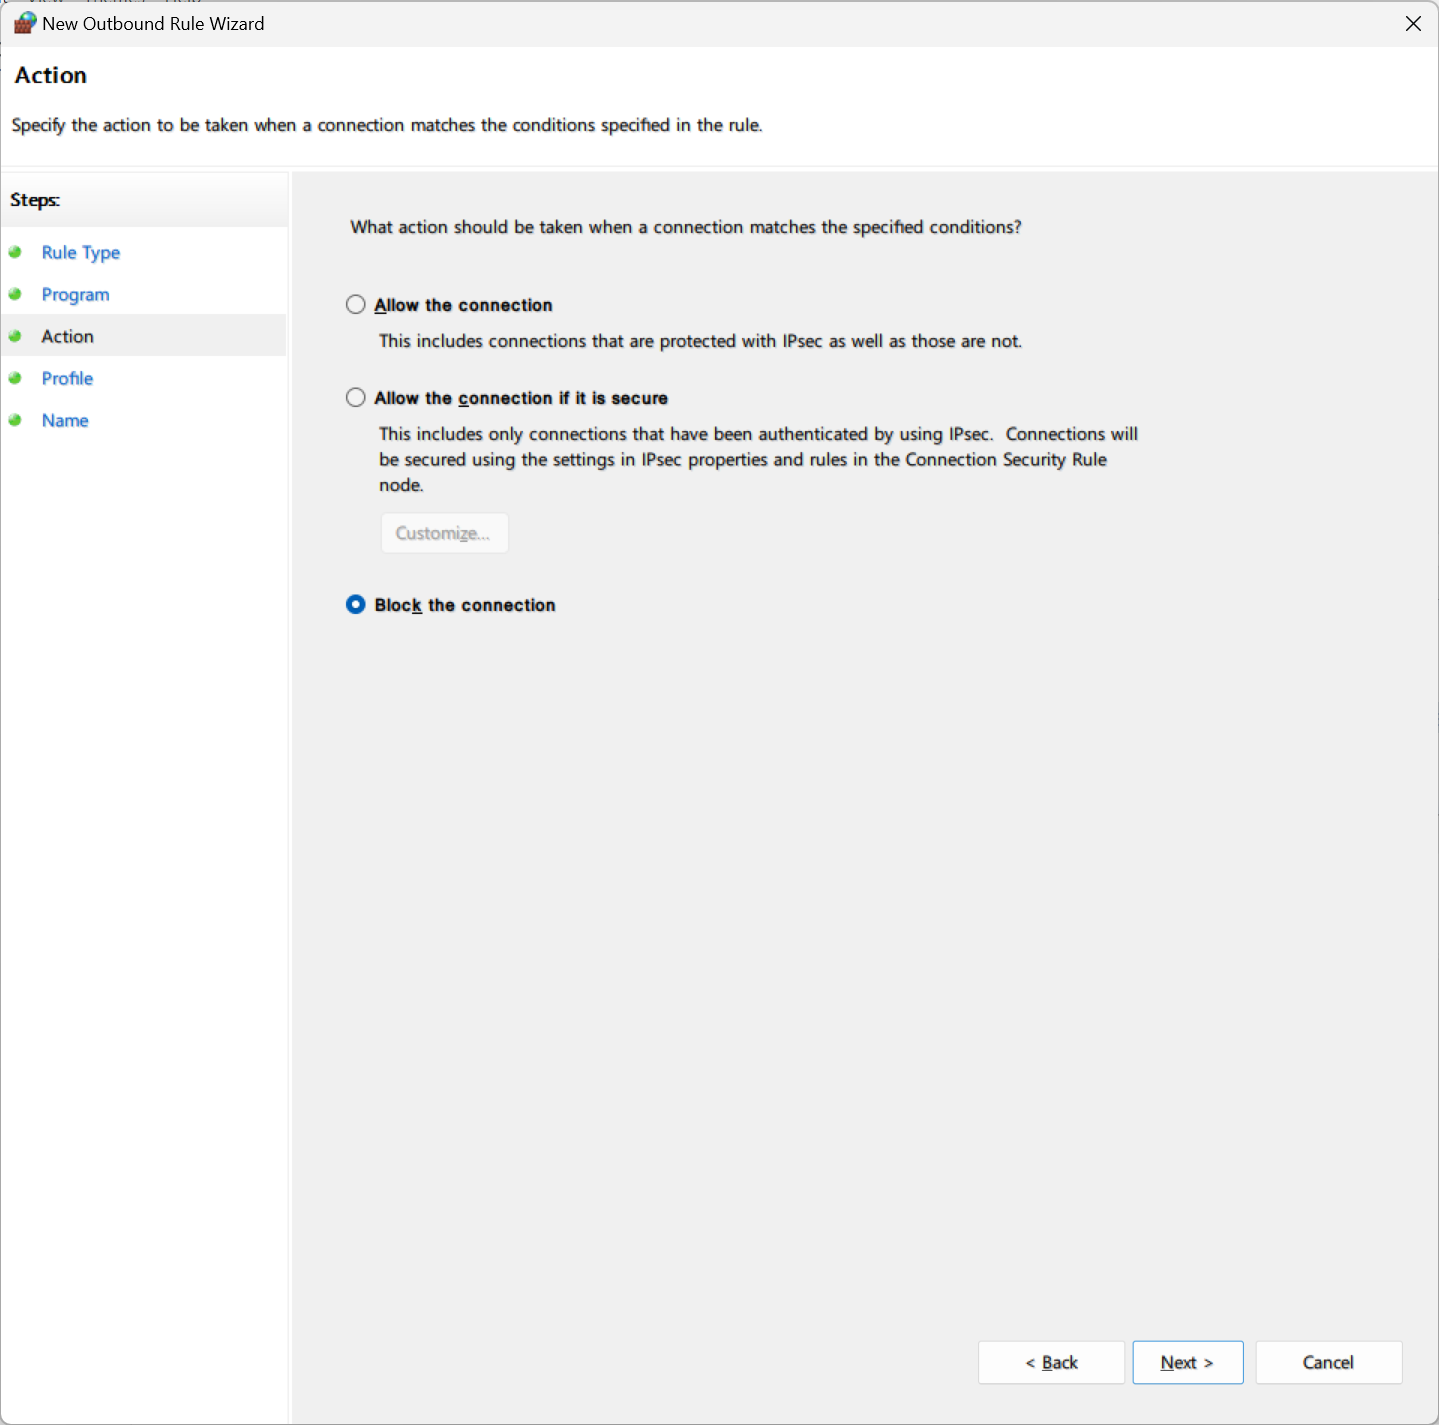 New Outbound Rule Wizard
Action
Specify the action to be taken when a connection matches the conditions specified in the rule.
Steps:
Rule Type
Program
Action
Profile
Name
What action should be taken when a connection matches the specified conditions?
Allow the connection
This includes connections that are protected with IPsec as well as those are not.
Allow the connection if it is secure
This includes only connections that have been authenticated by using IPsec.  Connections will
be secured using the settings in IPsec properties and rules in the Connection Security Rule
node.
Customize...
Block the connection
< Back
Next >
Cancel